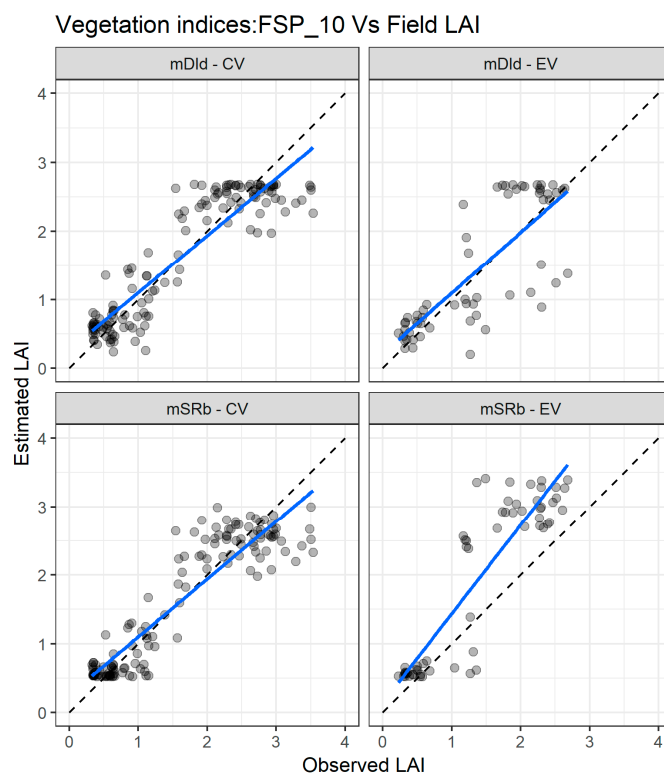 Vegetation indices:FSP_10 Vs Field LAI
mDId - CV
mDId - EV
4
3
2
1
0
mSRb - CV
mSRb - EV
4
3
2
1
0
0 1 2 3 4
0 1 2 3 4
Estimated LAI
Observed LAI